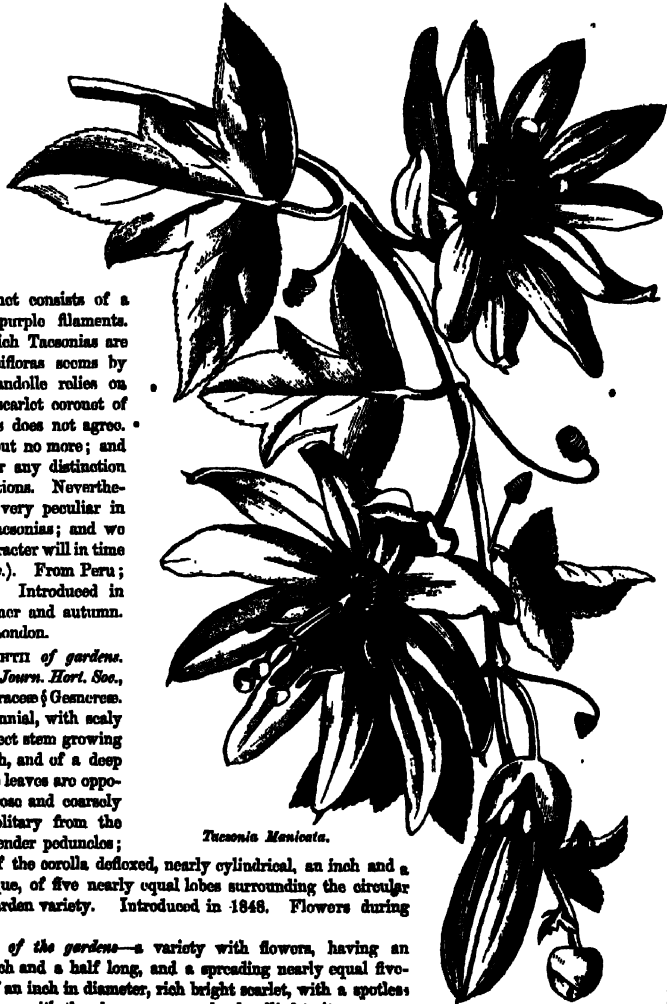 not consists of a
purple filaments.
ich Tacsonias are
ifloras seems by
andolle relies on
scarlet coronet of
s does not agree.
ut no more; and
r any distinction
tions. Neverthe-
very peculiar in
acsonias; and we
racter will in time
.). From Peru;
Introduced in
mer and autumn.
ondon.
of gardens.
Journ. Hort. Soc.,
raceæ § Gesnereæ.
nnial, with scaly
ect stem growing
h, and of a deep
leaves are oppo-
ose and coarsely
litary from the
ender peduncles;
Tacsonia Manicata.
f the corolla deflexed, nearly cylindrical, an inch and a
que, of five nearly equal lobes surrounding the circular
arden variety. Introduced in 1848. Flowers during
of the gardens—a variety with flowers, having an
ch and a half long, and a spreading nearly equal five-
f an inch in diameter, rich bright scarlet, with a spotless